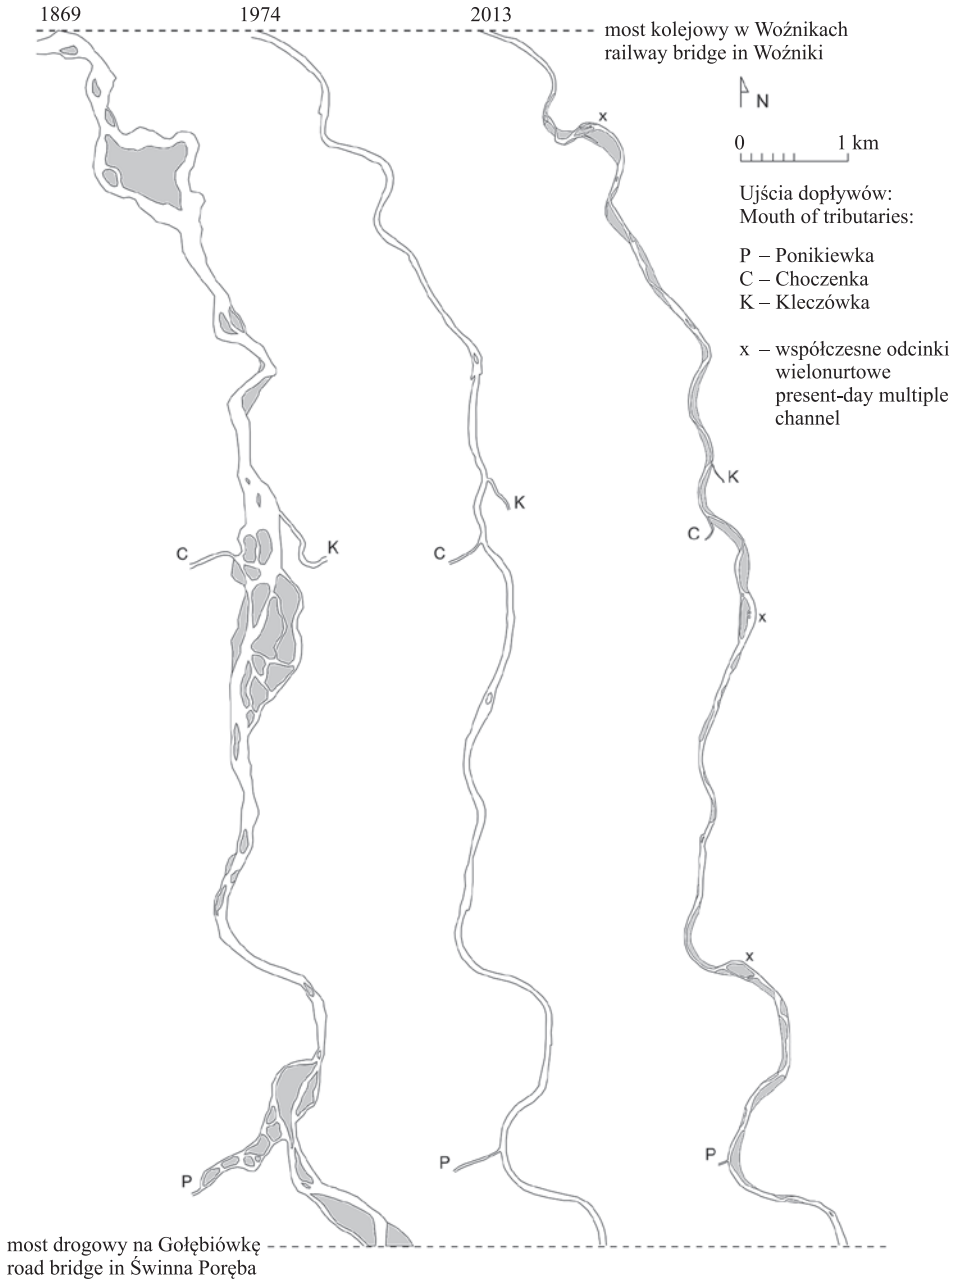 1869 1974 2013
most kolejowy w Woźnikach
railway bridge in Woźniki
N
0 1 km
Ujścia dopływów:
Mouth of tributaries:
P – Ponikiewka
C – Choczenka
K – Kleczówka
x – współczesne odcinki
wielonurtowe
present-day multiple
channel
x
K
K
C
C
C
K
x
x
P
P
P
most drogowy na Gołębiówkę
road bridge in Świnna Poręba